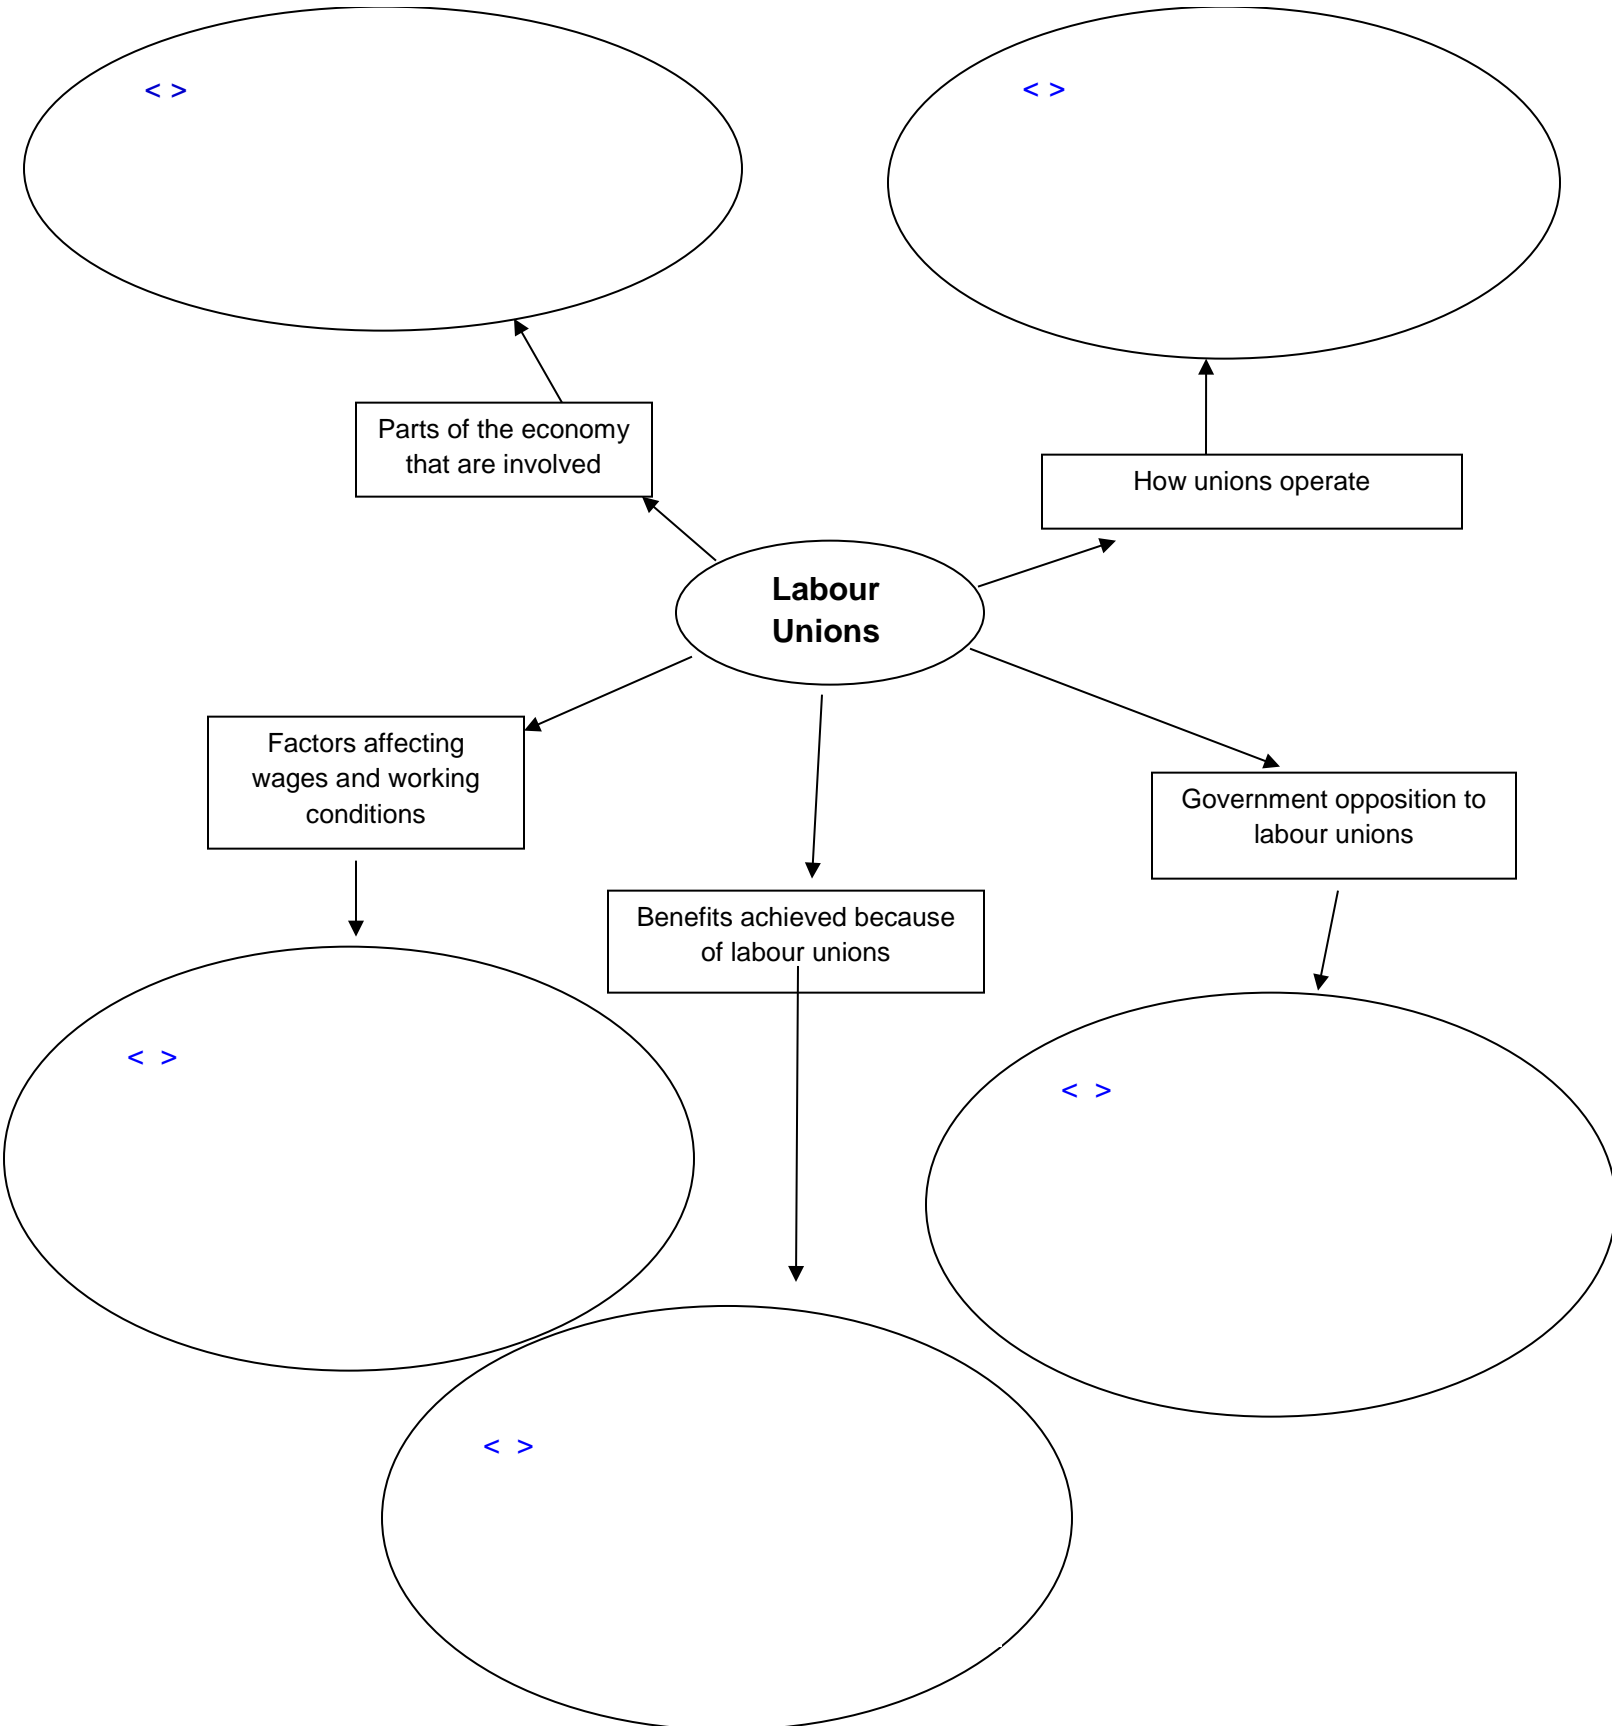 < >
< >
Parts of the economy
that are involved
How unions operate
Labour
Unions
Factors affecting
wages and working
conditions
Government opposition to
labour unions
Benefits achieved because
of labour unions
< >
< >
< >